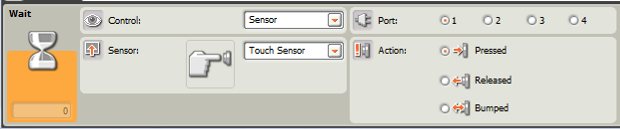 Wait
Control:
Sensor
Port:
1
2
3
4
Sensor:
Touch Sensor
Action:
Pressed
Released
Bumped
0